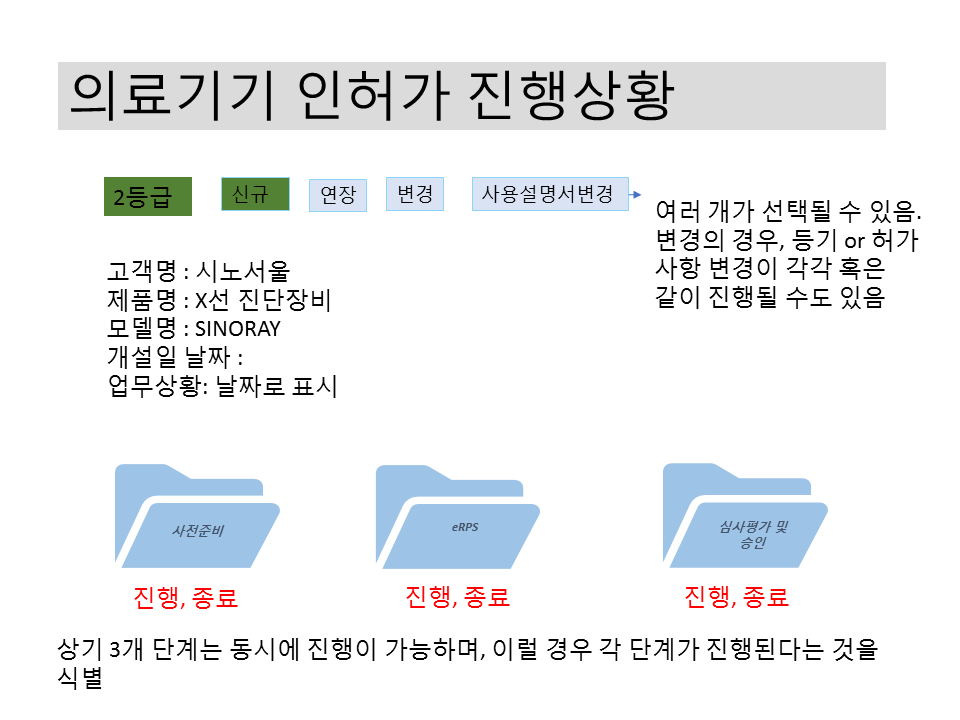 의료기기 인허가 진행상황
2등급
신규
연장
변경
사용설명서변경
여러 개가 선택될 수 있음.
변경의 경우, 등기 or 허가
사항 변경이 각각 혹은
같이 진행될 수도 있음
고객명 : 시노서울
제품명 : X선 진단장비
모델명 : SINORAY
개설일 날짜 :
업무상황: 날짜로 표시
사전준비
eRPS
심사평가 및
승인
진행, 종료
진행, 종료
진행, 종료
상기 3개 단계는 동시에 진행이 가능하며, 이럴 경우 각 단계가 진행된다는 것을
식별